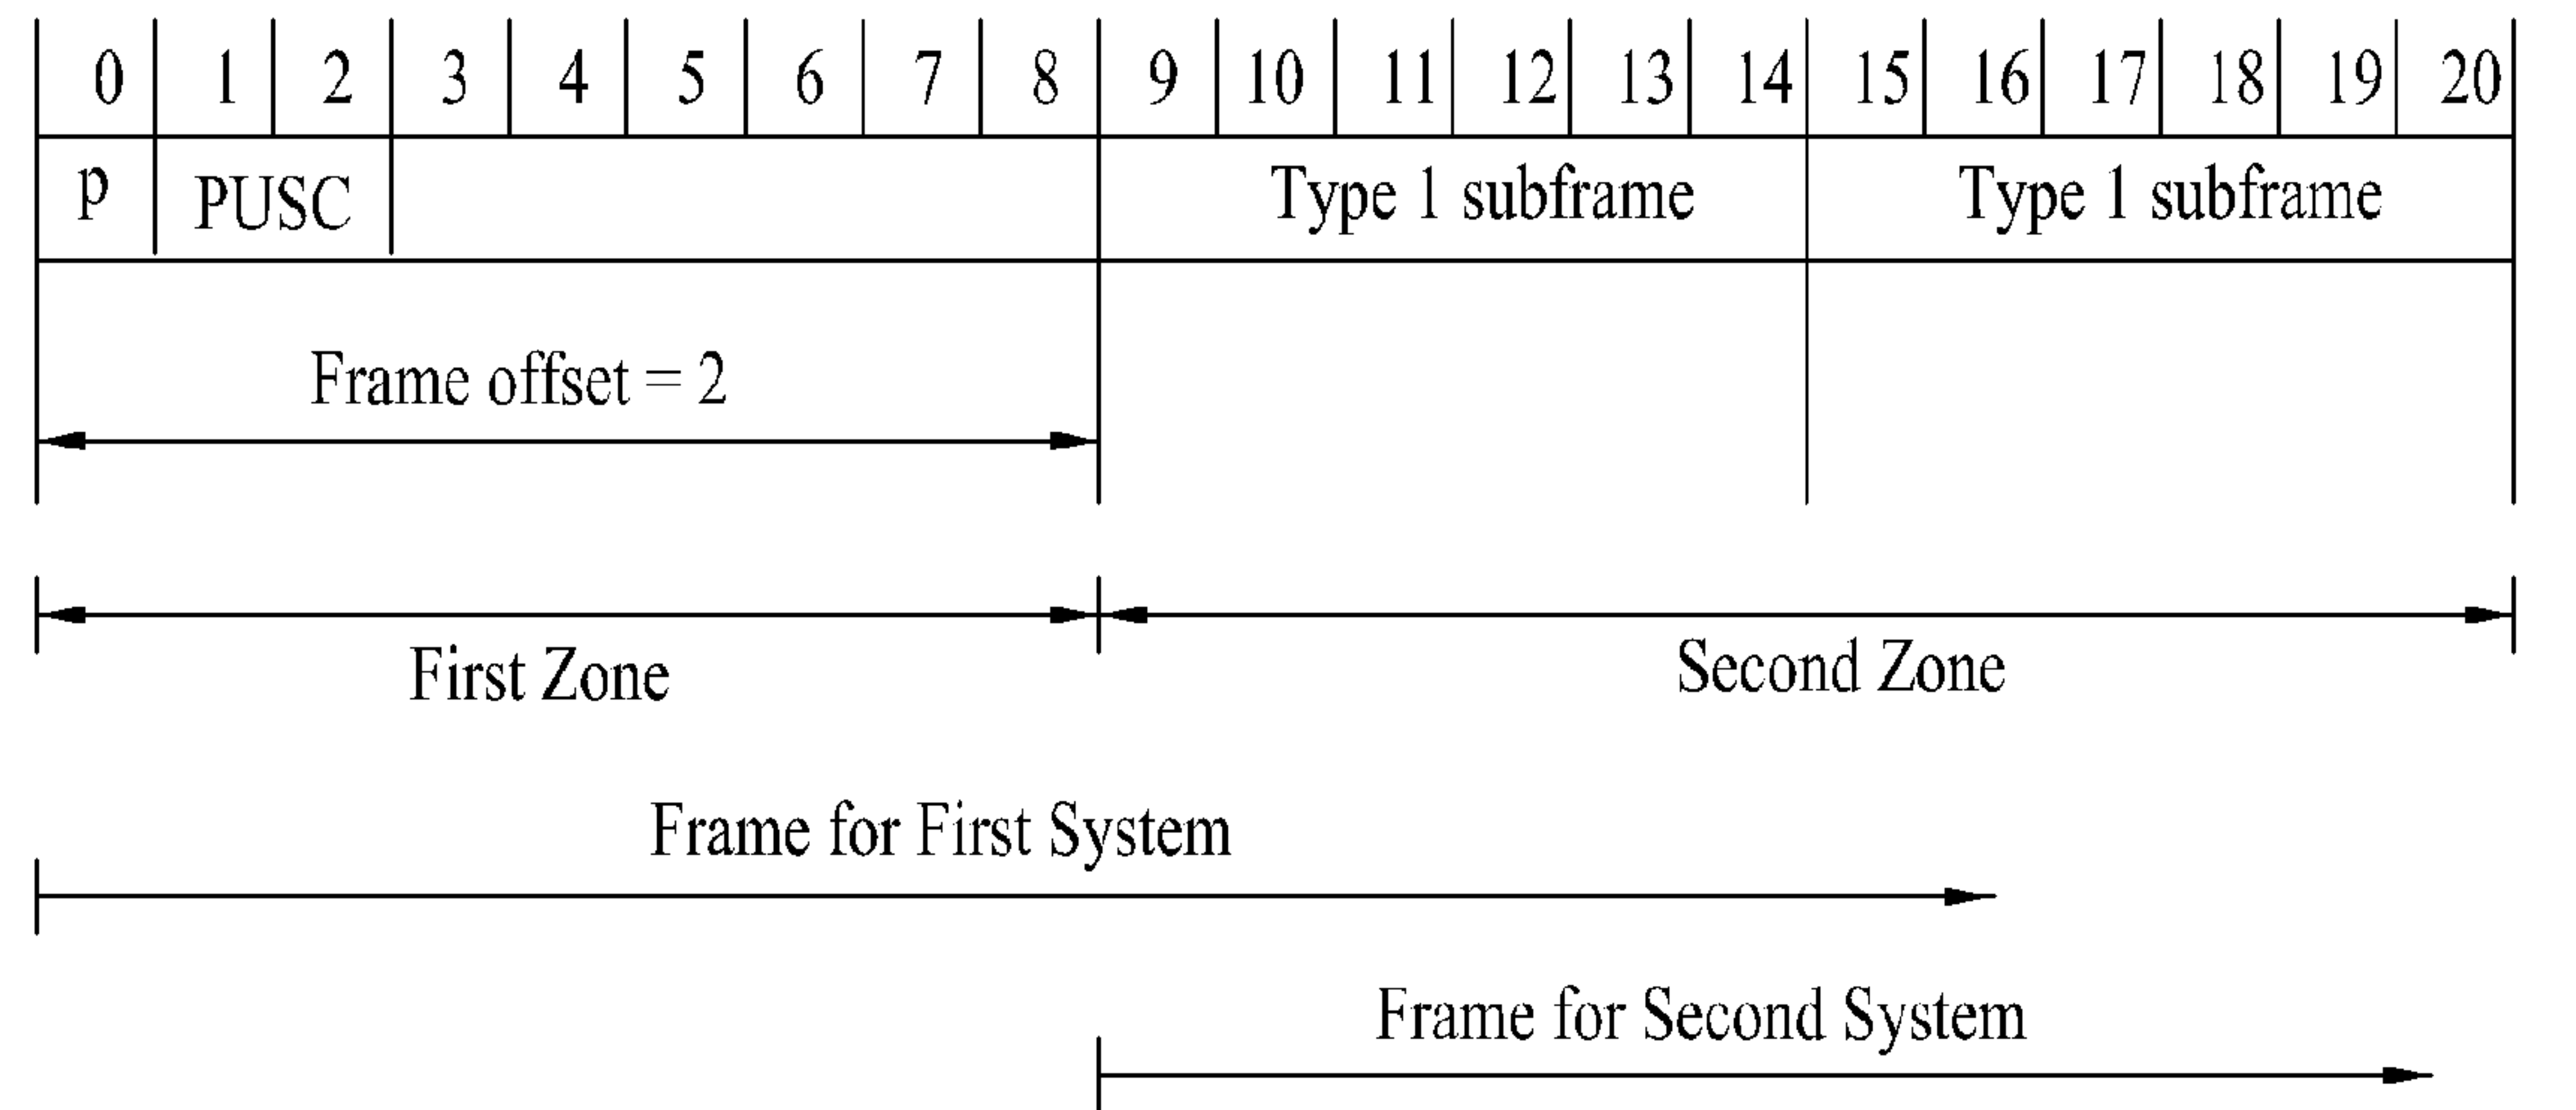 0 1 2 3 4 5 6 7 8 9 10 11 12 13 14 15 16 17 18 19 20
p PUSC Type 1 subframe Type 1 subframe
Frame offset = 2
First Zone Second Zone
Frame for First System
Frame for Second System